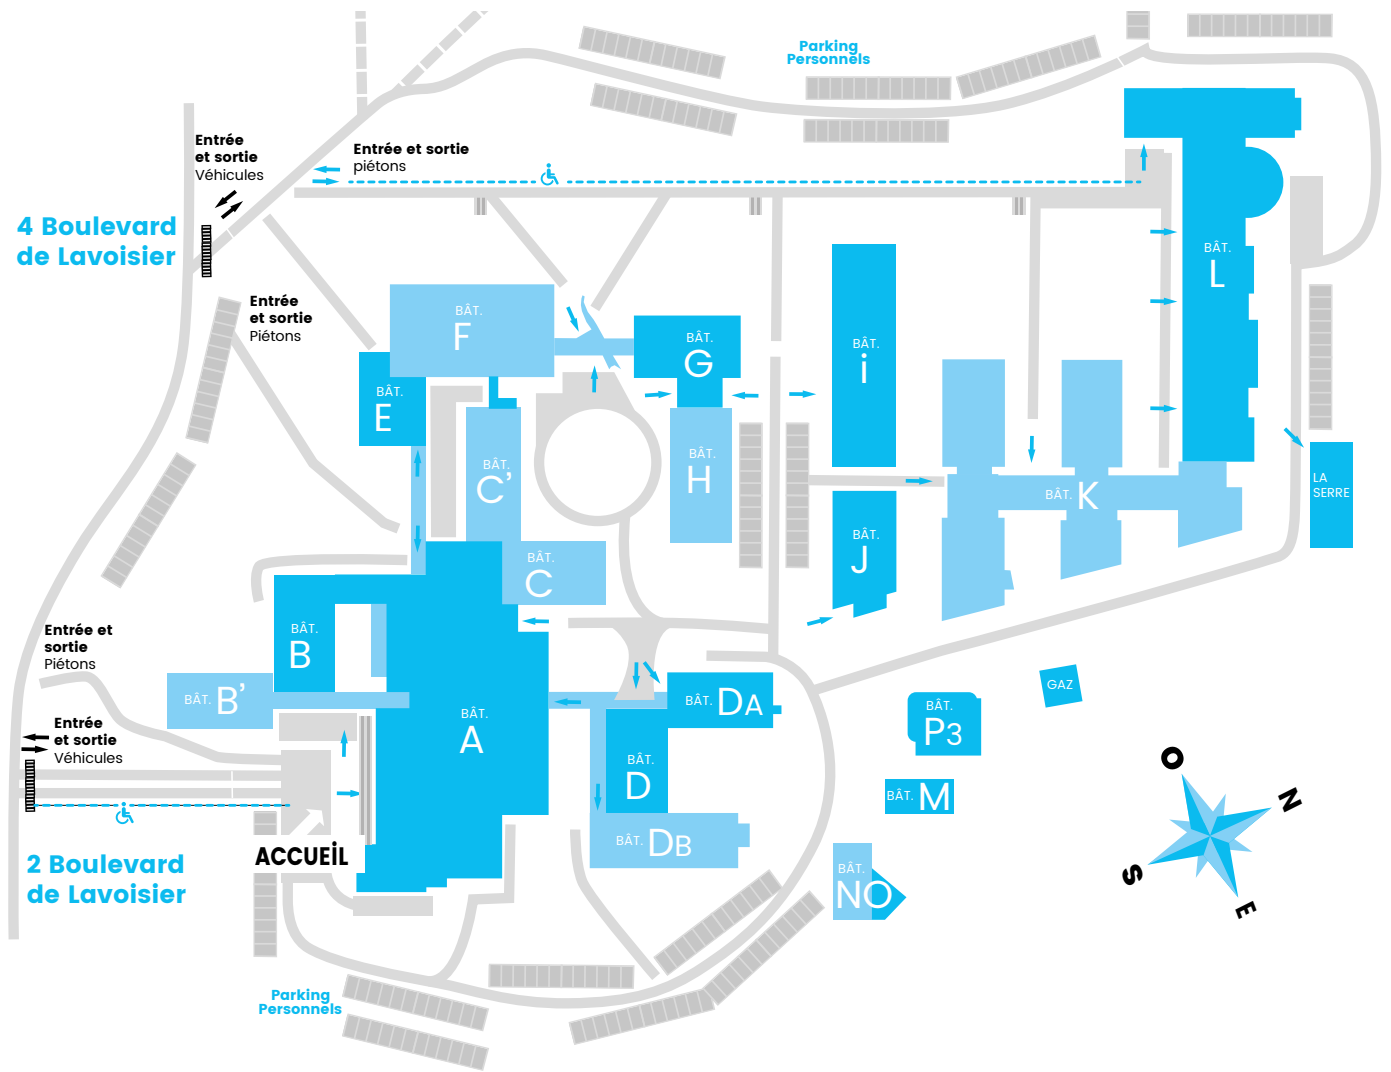 Parking
Personnels
Entrée
et sortie
Véhicules
Entrée et sortie
piétons
4 Boulevard
de Lavoisier
Entrée
et sortie
Piétons
BÂT.
L
BÂT.
F
BÂT.
G
BÂT.
i
BÂT.
E
BÂT.
C’
BÂT.
H
BÂT. K
LA
SERRE
BÂT.
J
BÂT.
C
Entrée et
sortie
Piétons
BÂT.
B
BÂT. B’
BÂT. DA
GAZ
BÂT.
P3
BÂT.
A
Entrée
et sortie
Véhicules
BÂT.
D
BÂT. M
BÂT. DB
2 Boulevard
de Lavoisier
ACCUEİL
BÂT.
NO
O
N
S
E
Parking
Personnels